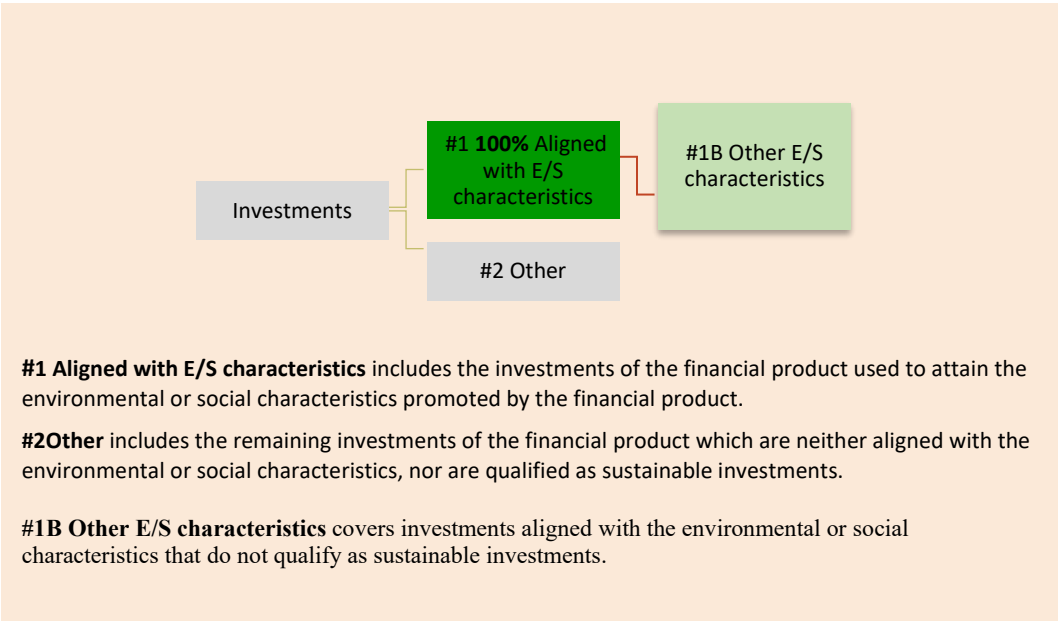 #1 100% Aligned
with E/S
characteristics
#1B Other E/S
characteristics
Investments
#2 Other
#1 Aligned with E/S characteristics includes the investments of the financial product used to attain the
environmental or social characteristics promoted by the financial product.
#2Other includes the remaining investments of the financial product which are neither aligned with the
environmental or social characteristics, nor are qualified as sustainable investments.
#1B Other E/S characteristics covers investments aligned with the environmental or social
characteristics that do not qualify as sustainable investments.